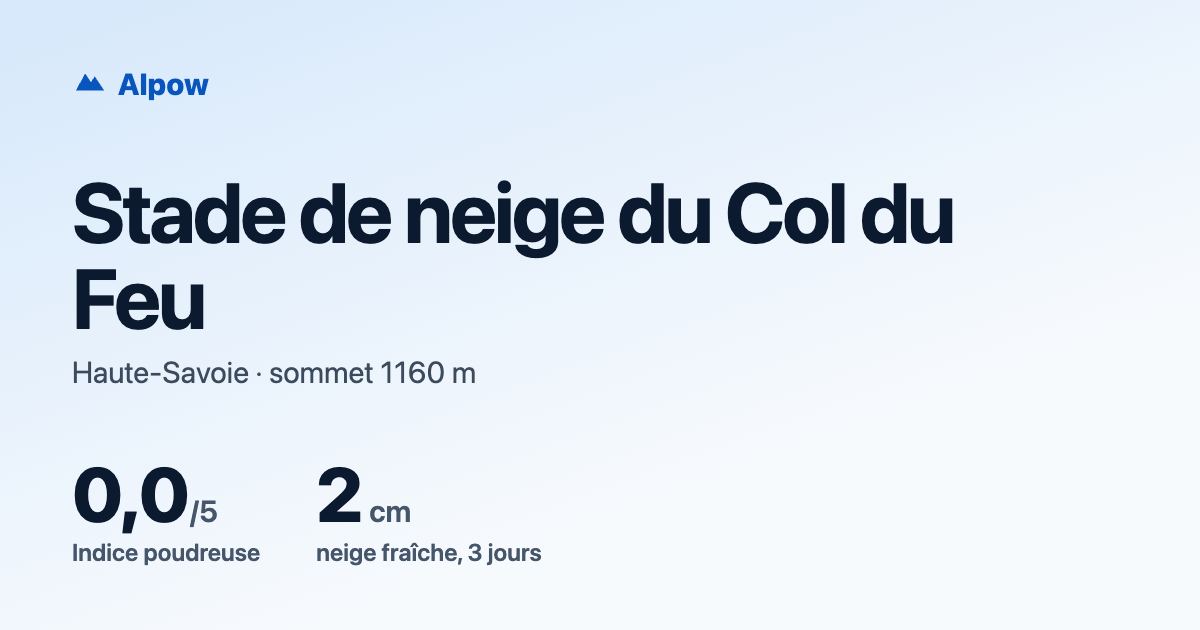 Alpow
Stade de neige du Col du
Feu
Haute-Savoie · sommet 1160 m
0,0/5
2 cm
Indice poudreuse
neige fraîche, 3 jours